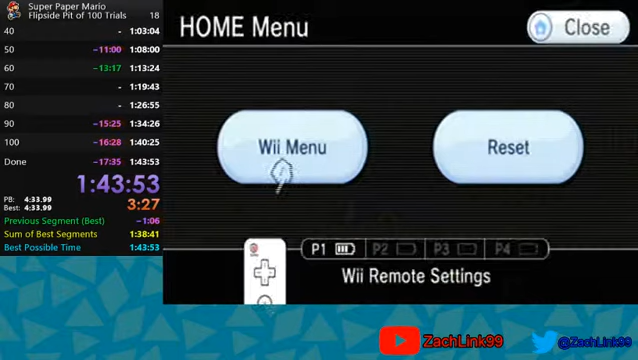 Super Paper Mario
Flipside Pit of 100 Trials 18
40 - 1:03:04
50 -11:00 1:08:00
60 -13:17 1:13:24
70 - 1:19:43
80 - 1:26:55
90 -15:25 1:34:26
100 -16:28 1:40:25
Done -17:35 1:43:53
1:43:53
PB: 4:33.99
Best: 4:33.99
3:27
Previous Segment (Best) -1:06
Sum of Best Segments 1:38:41
Best Possible Time 1:43:53
HOME Menu
Close
Wii Menu
Reset
P1 P2 P3 P4
Wii Remote Settings
ZachLink99
@ZachLink99